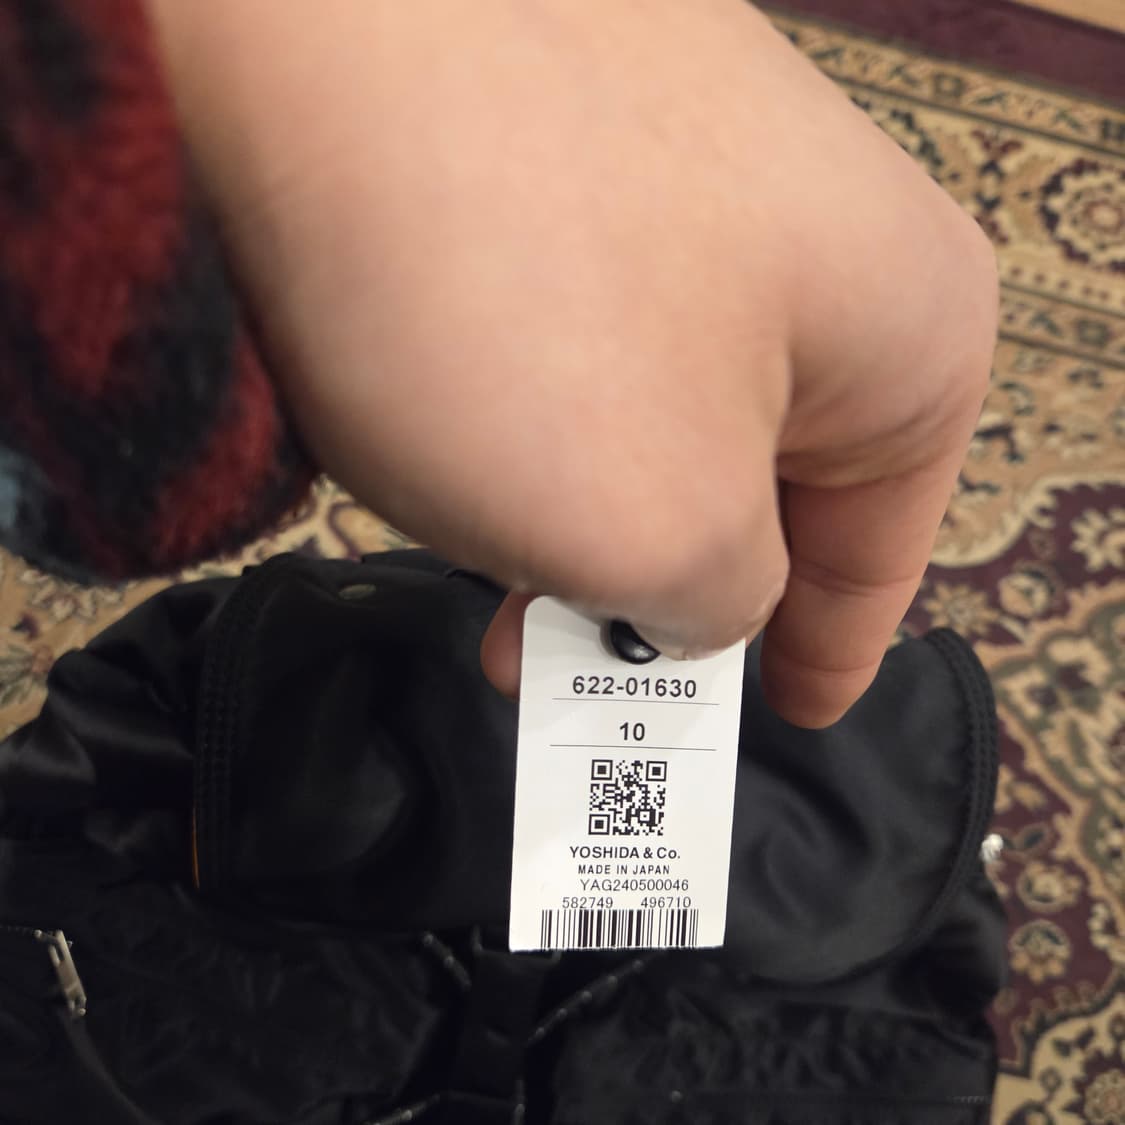 622-01630
10
YOSHIDA & Co.
MADE IN JAPAN
YAG240500046
582749 496710